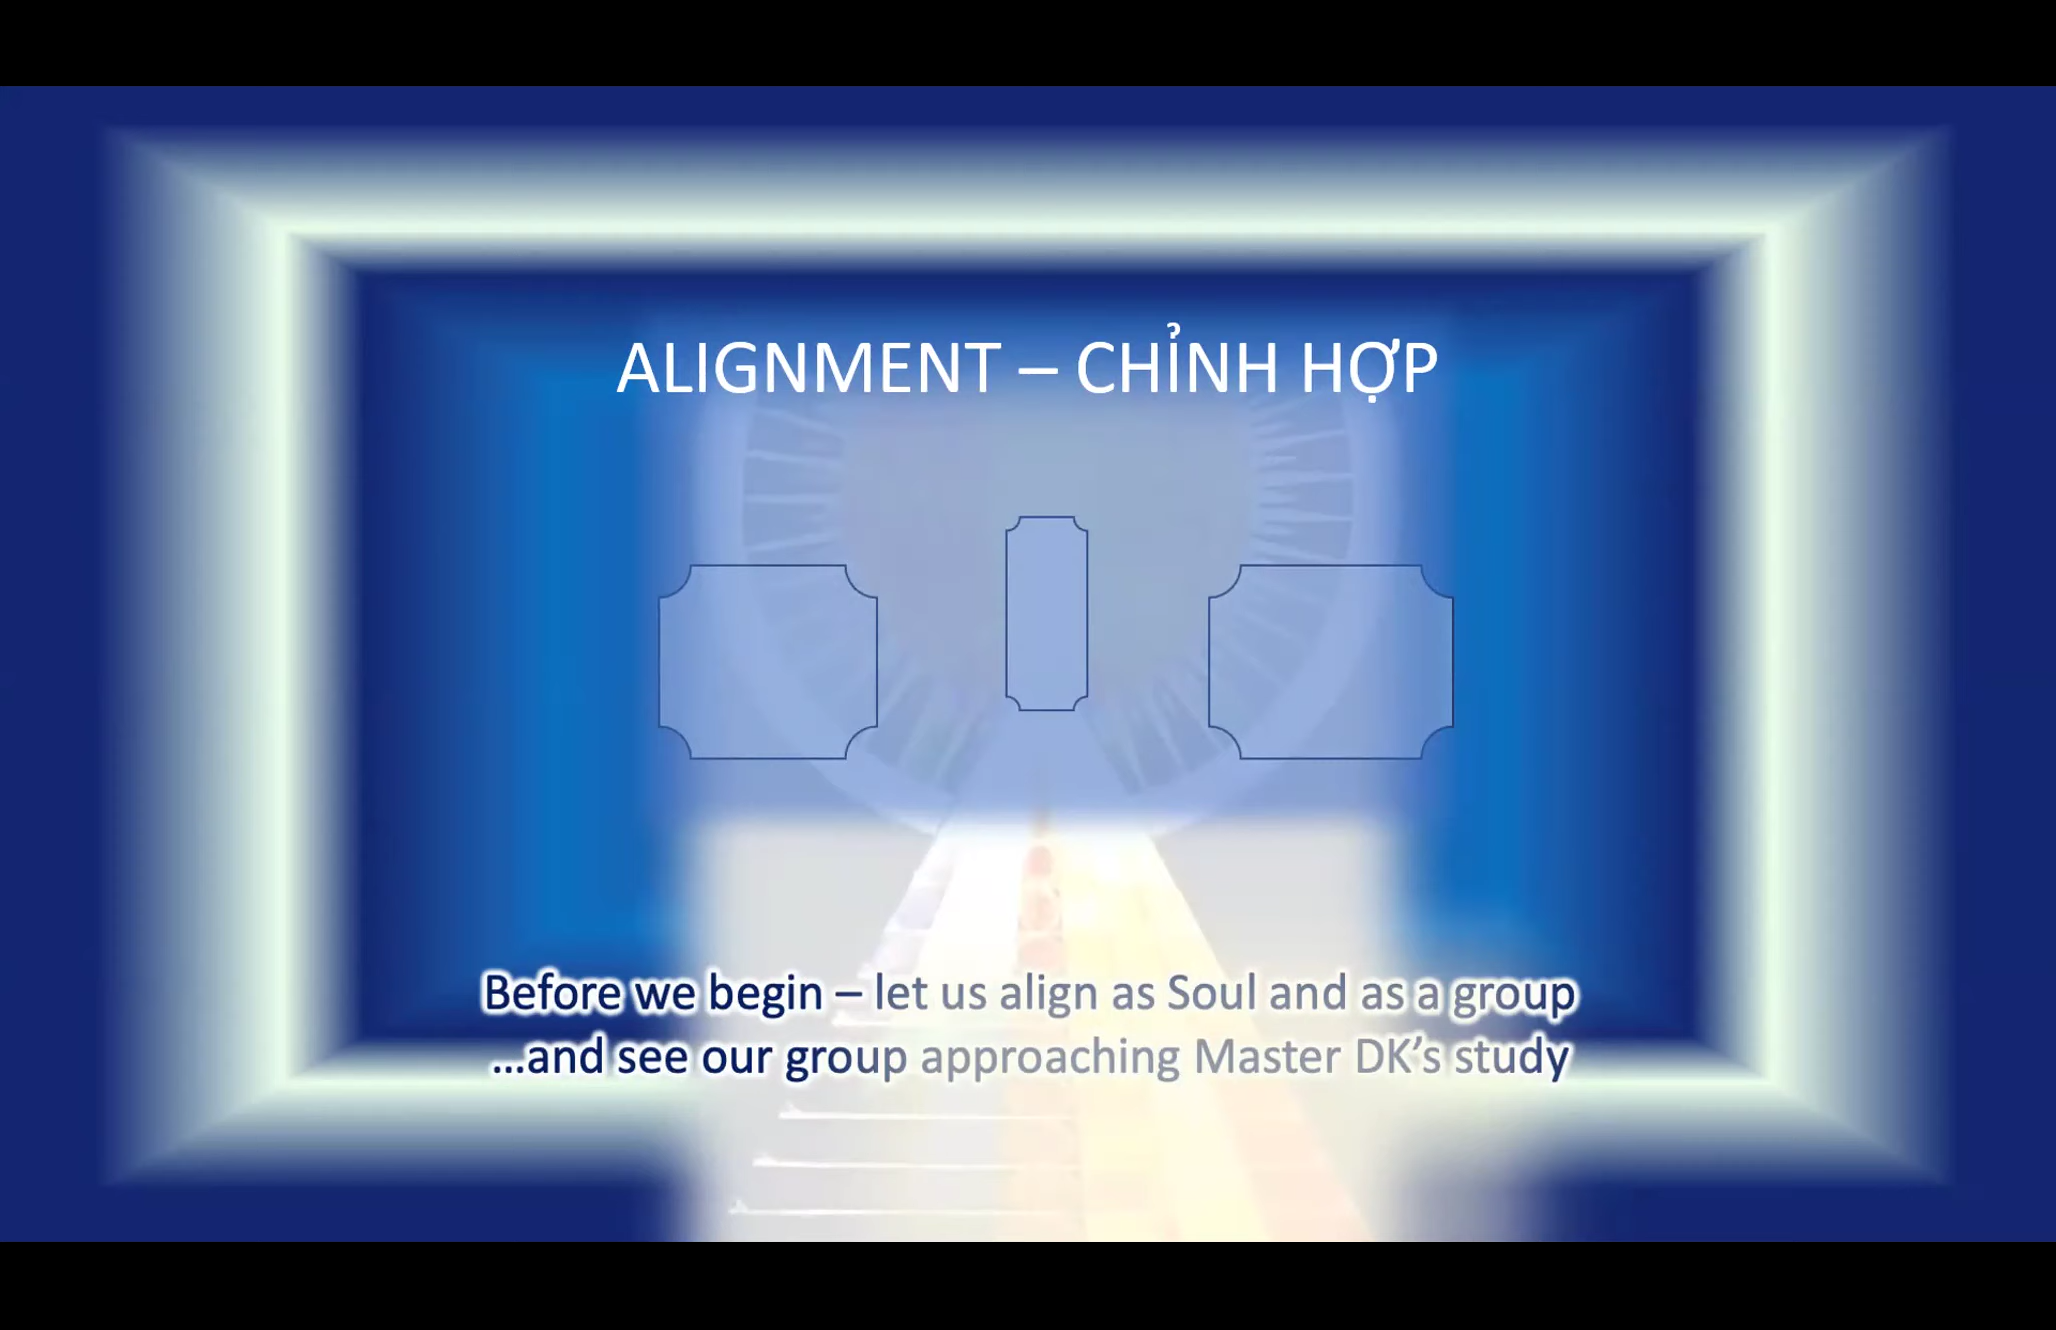 ALIGNMENT – CHỈNH HỢP
Before we begin – let us align as Soul and as a group
...and see our group approaching Master DK’s study